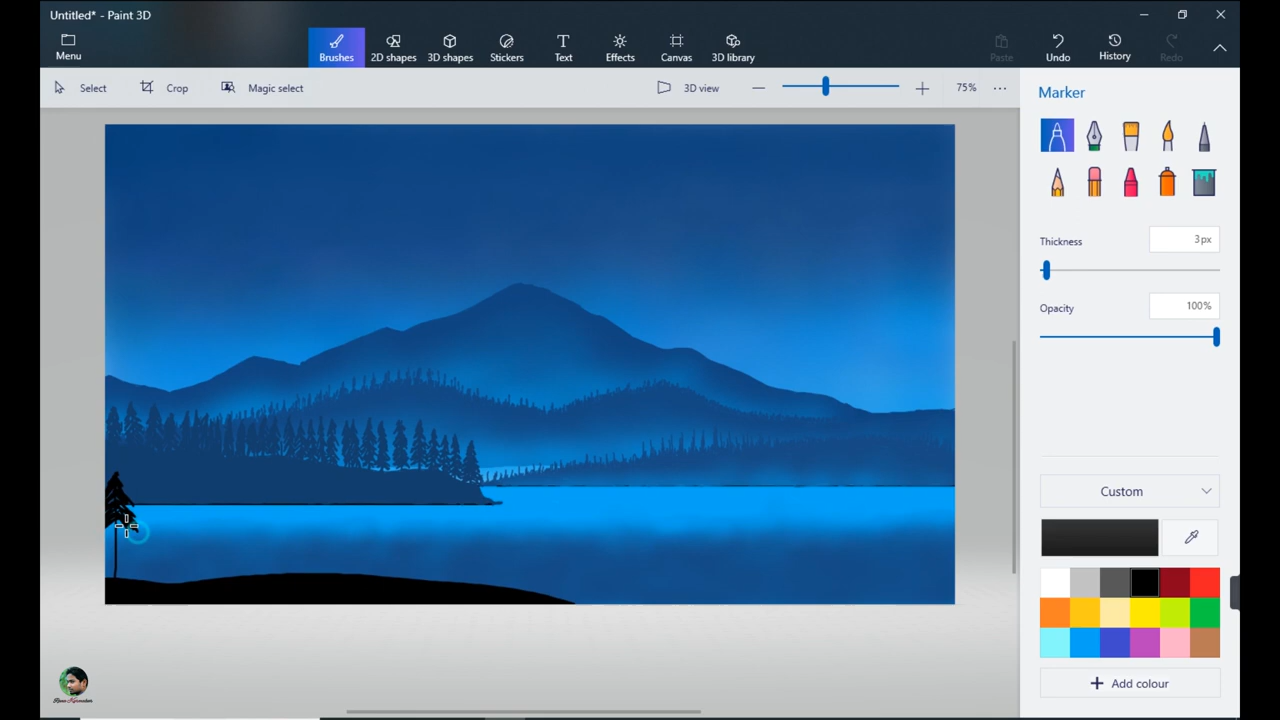 Untitled* - Paint 3D
Menu
Brushes
2D shapes
3D shapes
Stickers
Text
Effects
Canvas
3D library
Paste
Undo
History
Redo
Select
Crop
Magic select
3D view
75%
Marker
Thickness
3px
Opacity
100%
Custom
Add colour